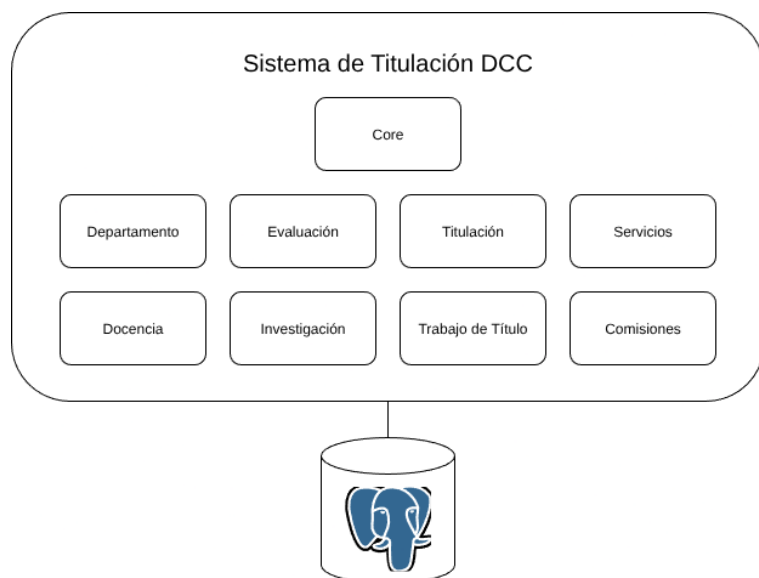 Sistema de Titulación DCC
Core
Departamento
Evaluación
Titulación
Servicios
Docencia
Investigación
Trabajo de Título
Comisiones